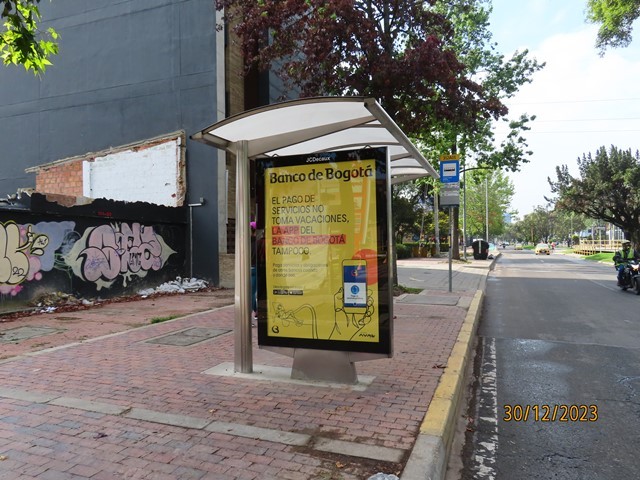 JCDecaux
Banco de Bogotá
EL PAGO DE
SERVICIOS NO
TOMA VACACIONES,
LA APP DEL
BANCO DE BOGOTÁ
TAMPOCO.
30/12/2023